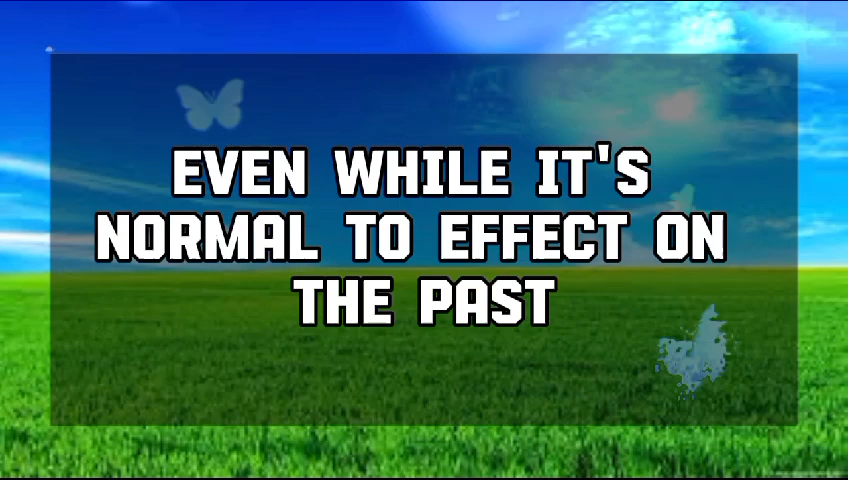 EVEN WHILE IT'S
NORMAL TO EFFECT ON
THE PAST